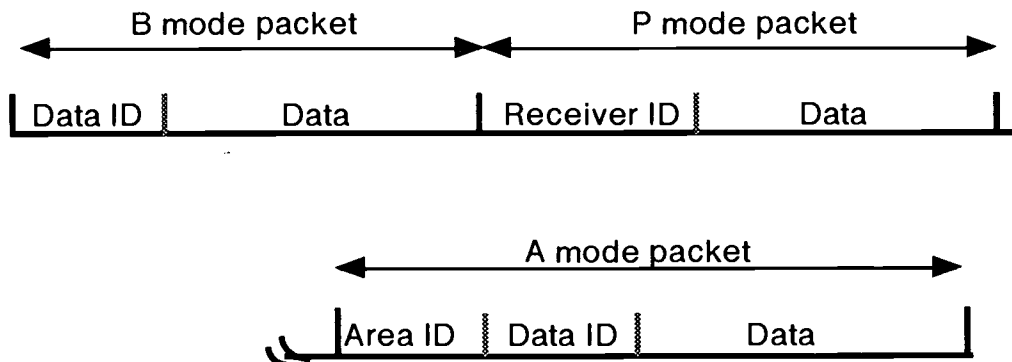 B mode packet P mode packet
Data ID Data Receiver ID Data
A mode packet
Area ID Data ID Data